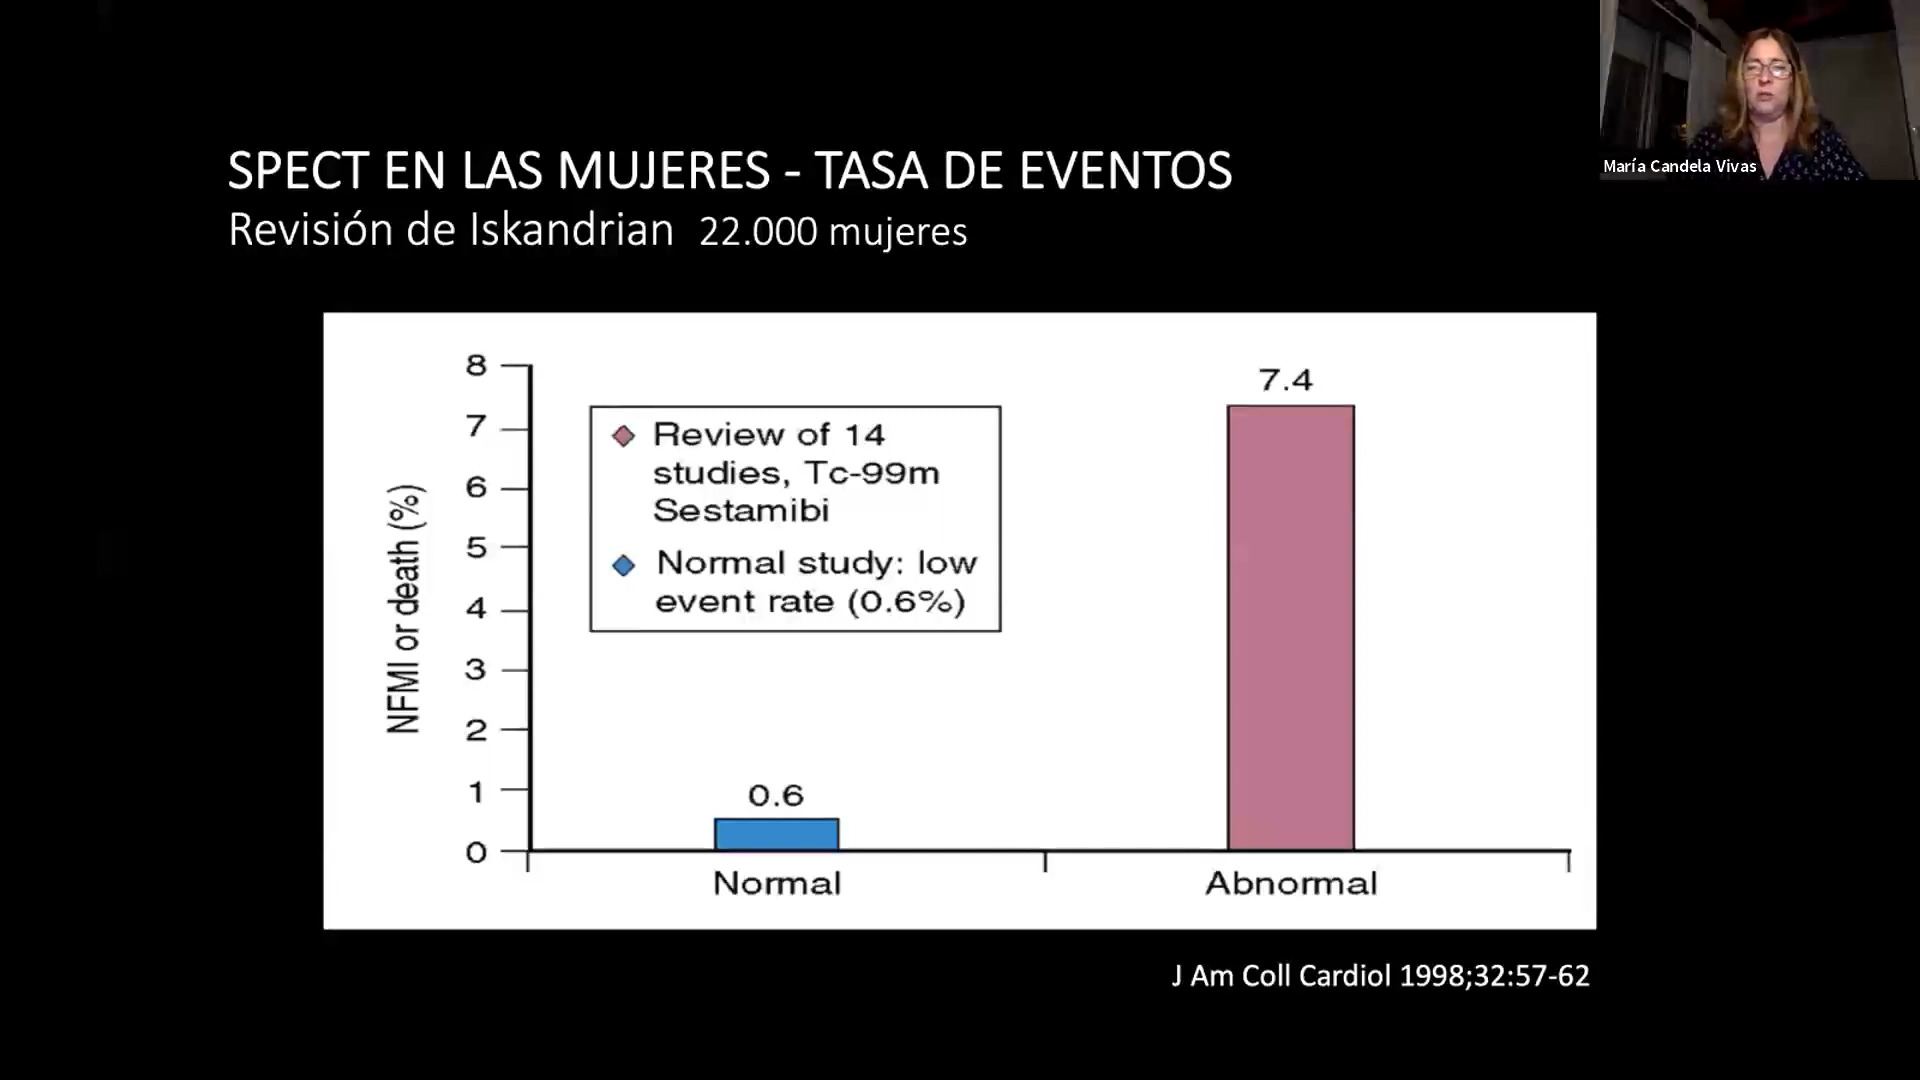 María Candela Vivas
SPECT EN LAS MUJERES - TASA DE EVENTOS
Revisión de Iskandrian 22.000 mujeres
NFMI or death (%)
8
7
6
5
4
3
2
1
0
Review of 14
studies, Tc-99m
Sestamibi
Normal study: low
event rate (0.6%)
0.6
7.4
Normal
Abnormal
J Am Coll Cardiol 1998;32:57-62